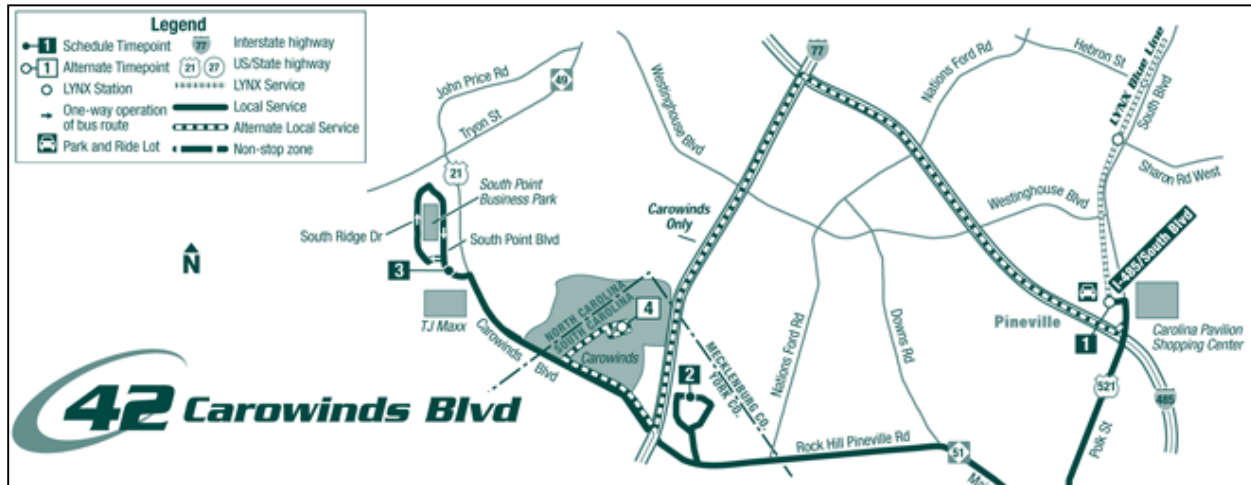 Legend
1 Schedule Timepoint
1 Alternate Timepoint
LYNX Station
One-way operation
of bus route
Park and Ride Lot
77 Interstate highway
21 27 US/State highway
LYNX Service
Local Service
Alternate Local Service
Non-stop zone
John Price Rd
Tryon St
49
21
South Point
Business Park
South Ridge Dr
South Point Blvd
3
TJ Maxx
N
Carowinds
Blvd
NORTH CAROLINA
SOUTH CAROLINA
4
Carowinds
Carowinds
Only
77
Westinghouse Blvd
Nations Ford Rd
Hebron St
LYNX Blue Line
South Blvd
Sharon Rd West
Westinghouse Blvd
I-485/South Blvd
Pineville
1
Carolina Pavilion
Shopping Center
2
MECKLENBURG CO.
YORK CO.
Nations Ford Rd
Downs Rd
Rock Hill Pineville Rd
51
521
Polk St
485
42 Carowinds Blvd